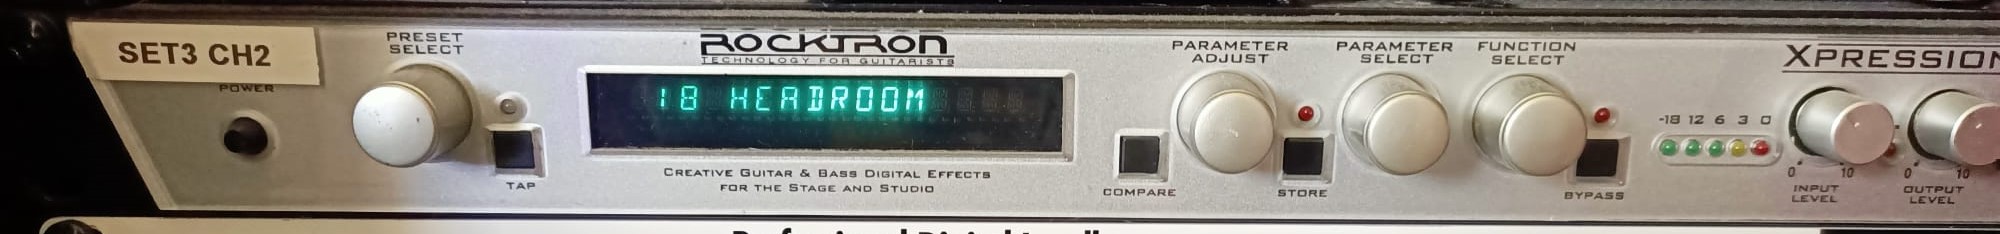 SET3 CH2
POWER
PRESET
SELECT
TAP
ROCKTRON
TECHNOLOGY FOR GUITARISTS
18 HEADROOM
CREATIVE GUITAR & BASS DIGITAL EFFECTS
FOR THE STAGE AND STUDIO
COMPARE
PARAMETER
ADJUST
STORE
PARAMETER
SELECT
FUNCTION
SELECT
BYPASS
-18 12 6 3 0
XPRESSION
0 10
INPUT
LEVEL
0 10
OUTPUT
LEVEL